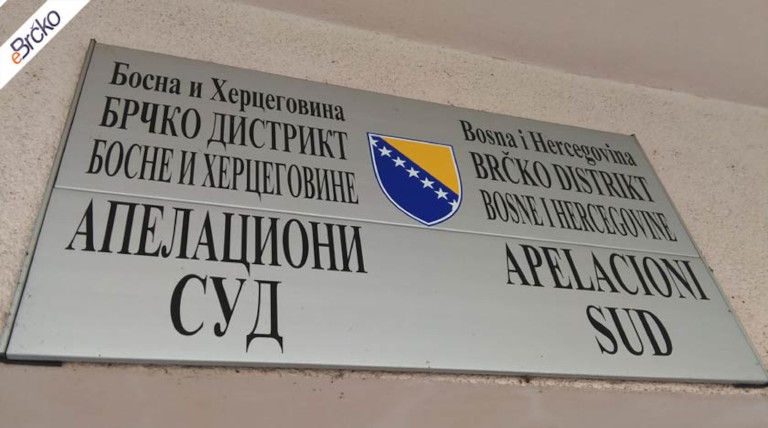 eBrčko
Босна и Херцеговина
БРЧКО ДИСТРИКТ
БОСНЕ И ХЕРЦЕГОВИНЕ
АПЕЛАЦИОНИ
СУД
Bosna i Hercegovina
BRČKO DISTRIKT
BOSNE I HERCEGOVINE
APELACIONI
SUD